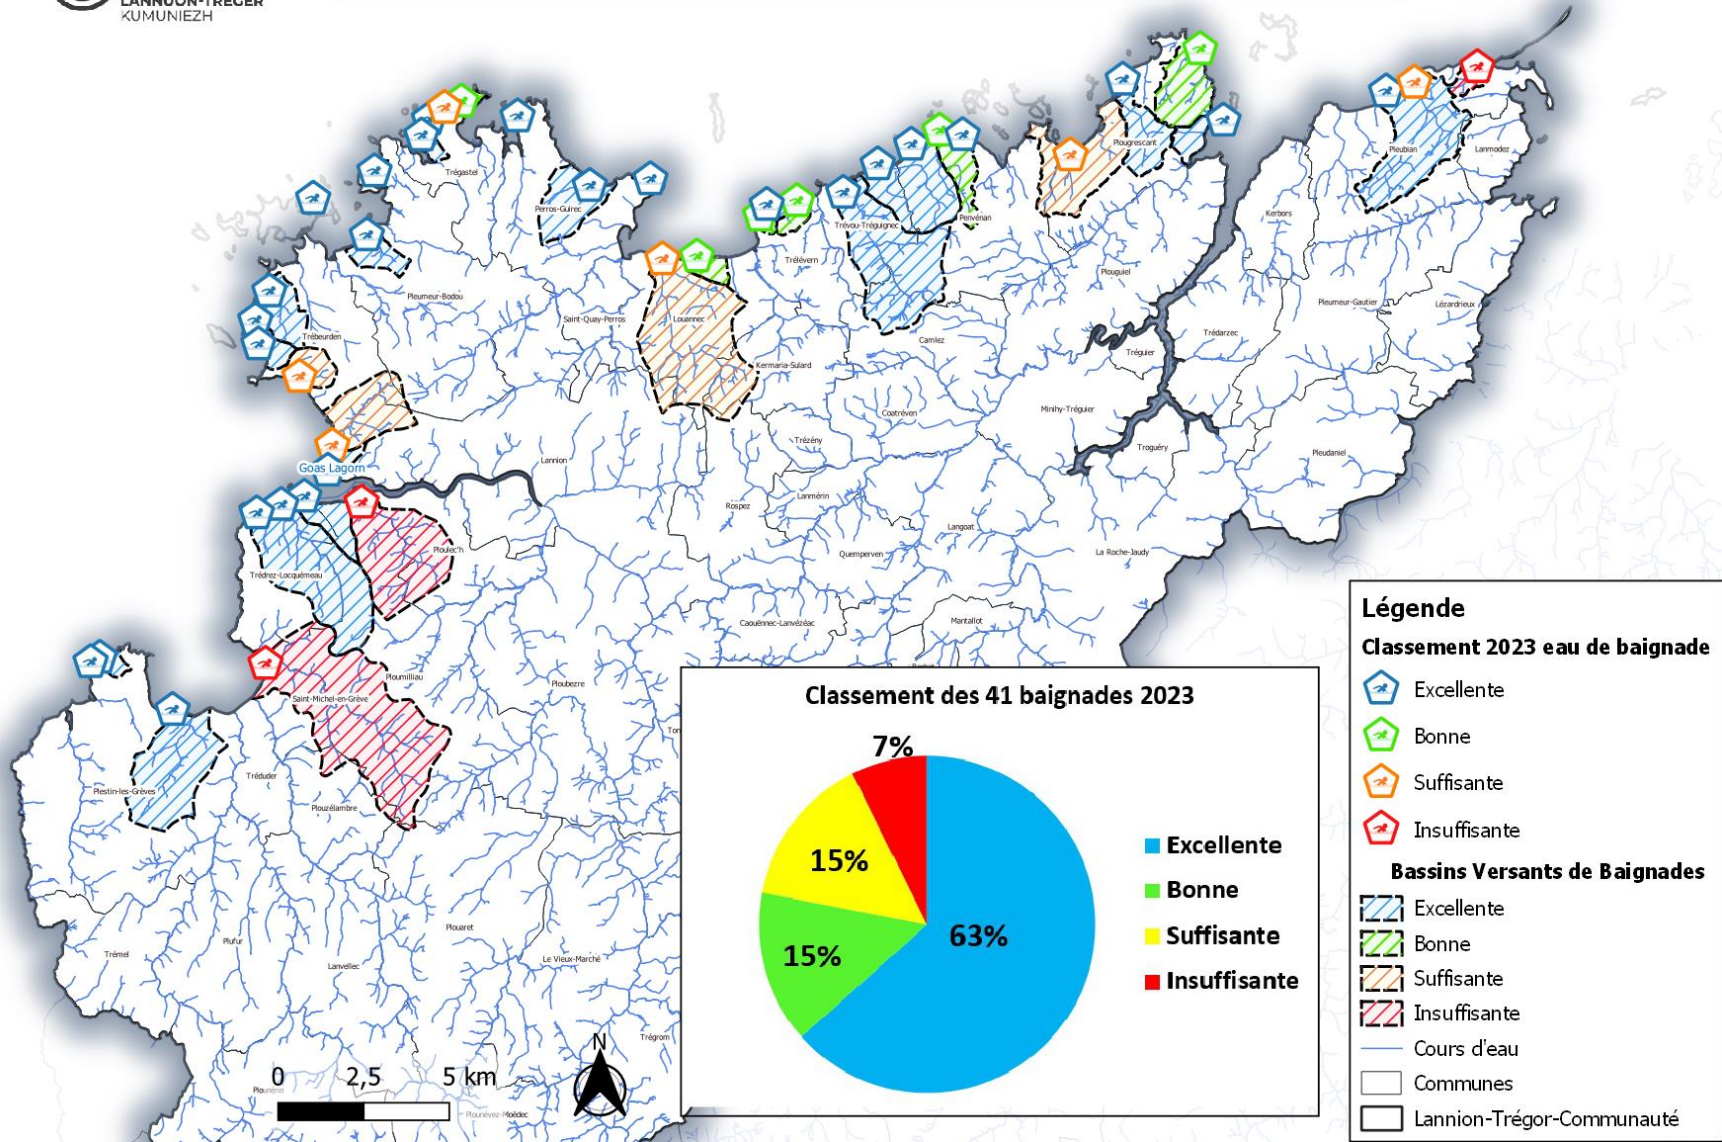 LANNUON-TREGER
KUMUNIEZH
Trégastel
Perros-Guirec
Pleumeur-Bodou
Saint-Quay-Perros
Louannec
Trélévern
Trévou-Tréguignec
Penvénan
Plougrescant
Pleubian
Lanmodez
Kerbors
Plouguiel
Pleumeur-Gautier
Lézardrieux
Trédarzec
Trébeurden
Kermaria-Sulard
Camlez
Tréguier
Coatréven
Minihy-Tréguier
Trézény
Troguéry
Pleudaniel
Goas Lagorn
Lannion
Lanmérin
Rospez
Langoat
Quemperven
La Roche-Jaudy
Ploulec'h
Trédrez-Locquémeau
Caouënnec-Lanvézéac
Mantallot
Ploumilliau
Ploubezre
Saint-Michel-en-Grève
Ton
Tréduder
Plestin-les-Grèves
Plouzélambre
Plouaret
Plufur
Trémel
Lanvellec
Le Vieux-Marché
Trégrom
Plounévez-Moëdec
0 2,5 5 km
N
Classement des 41 baignades 2023
7%
15%
15%
63%
Excellente
Bonne
Suffisante
Insuffisante
Légende
Classement 2023 eau de baignade
Excellente
Bonne
Suffisante
Insuffisante
Bassins Versants de Baignades
Excellente
Bonne
Suffisante
Insuffisante
Cours d'eau
Communes
Lannion-Trégor-Communauté